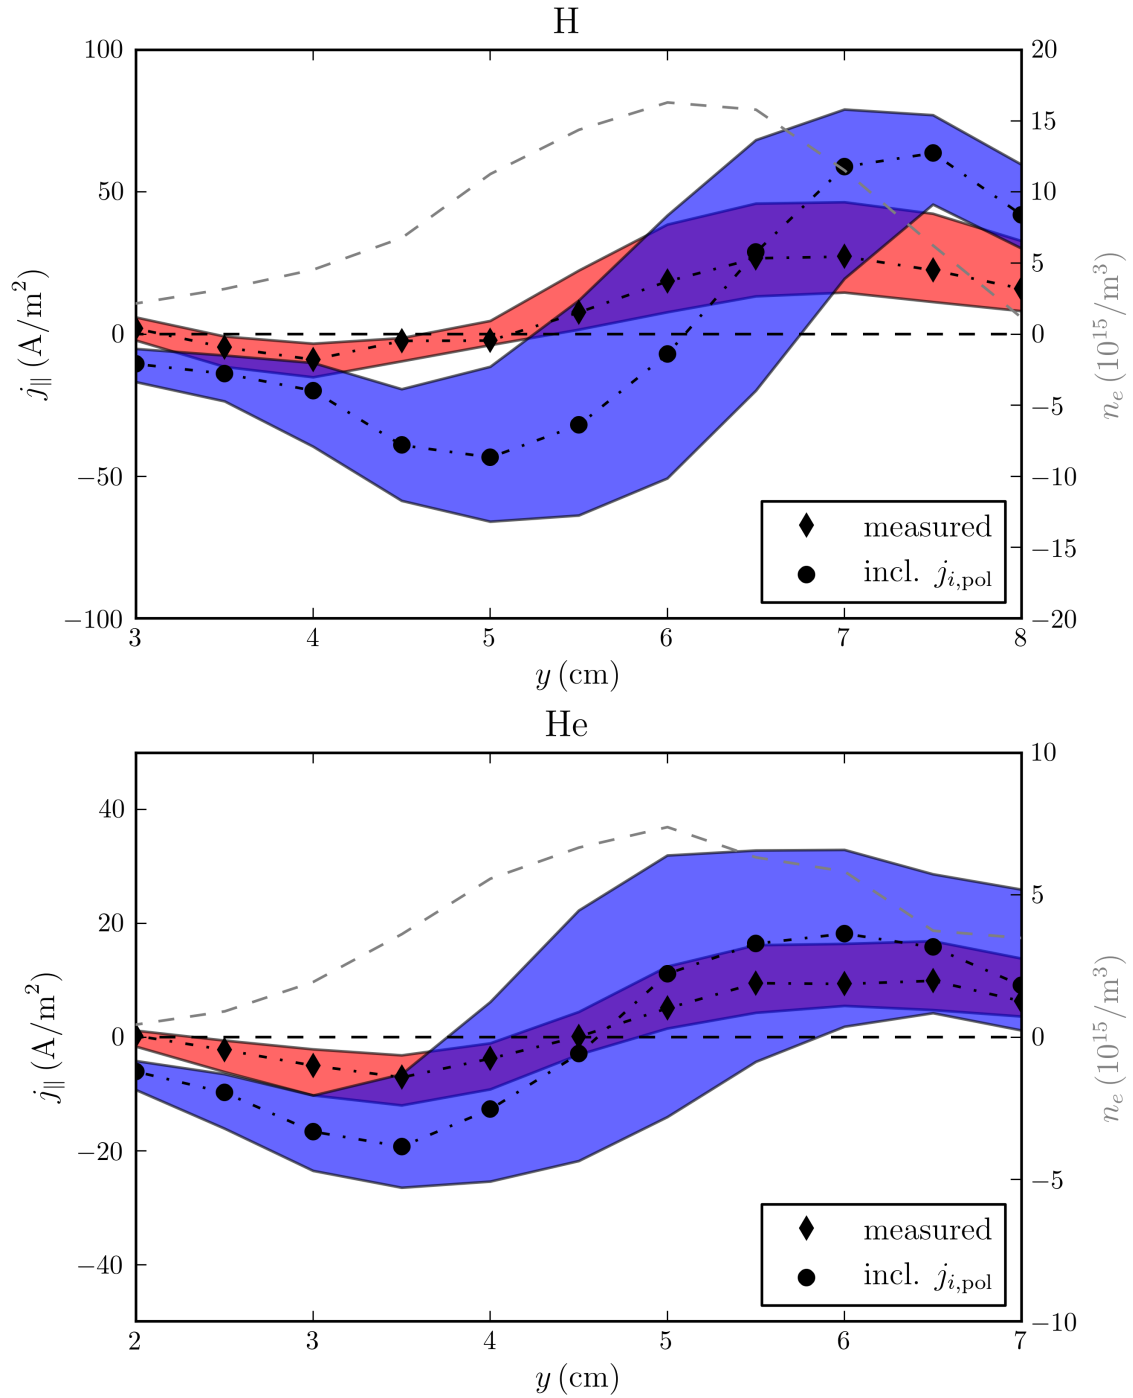 H
100
50
0
−50
−100
j∥ (A/m²)
20
15
10
5
0
−5
−10
−15
−20
nₑ (10¹⁵/m³)
measured
incl. j_{i,pol}
3 4 5 6 7 8
y (cm)
He
40
20
0
−20
−40
j∥ (A/m²)
10
5
0
−5
−10
nₑ (10¹⁵/m³)
measured
incl. j_{i,pol}
2 3 4 5 6 7
y (cm)